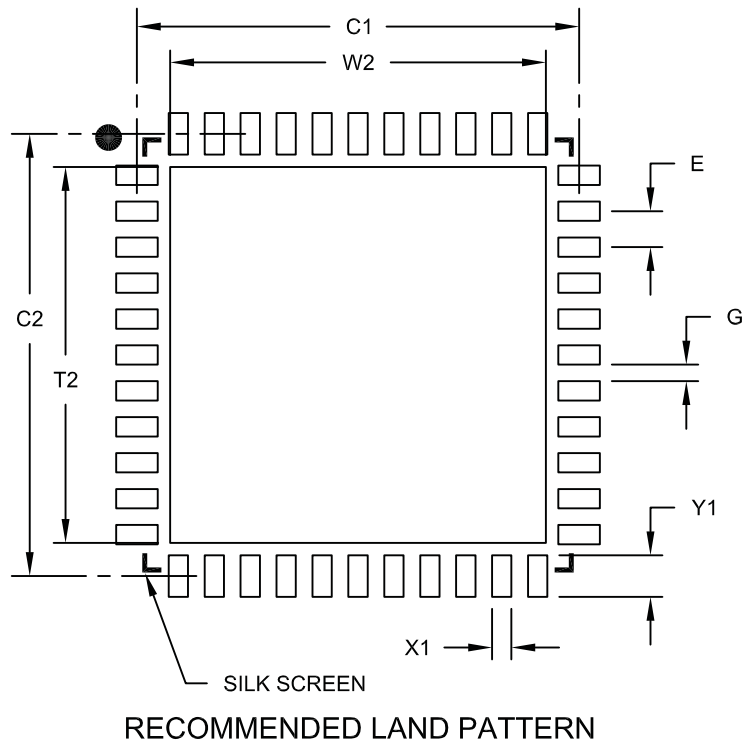 C1
W2
E
C2
G
T2
Y1
X1
SILK SCREEN
RECOMMENDED LAND PATTERN